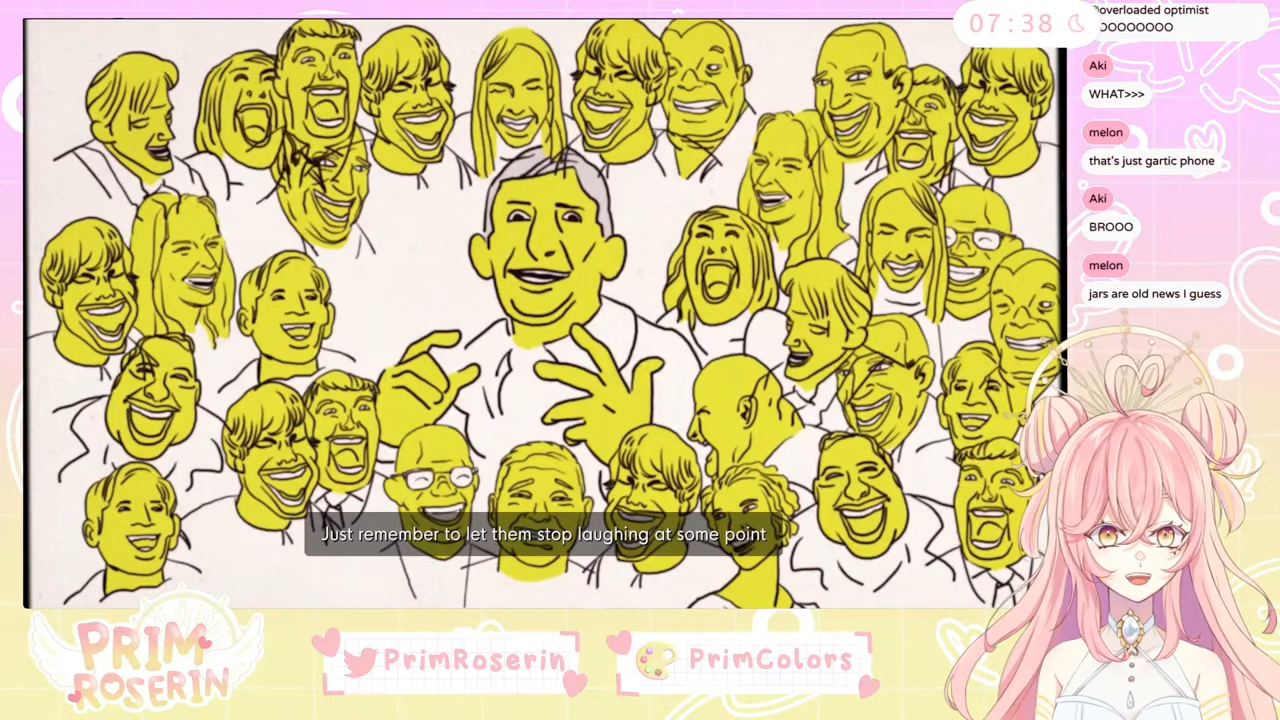 07:38
overloaded optimist
OOOOOOOO
Aki
WHAT>>>
melon
that's just gartic phone
Aki
BROOO
melon
jars are old news I guess
Just remember to let them stop laughing at some point
PRIM
ROSERIN
PrimRoserin
PrimColors